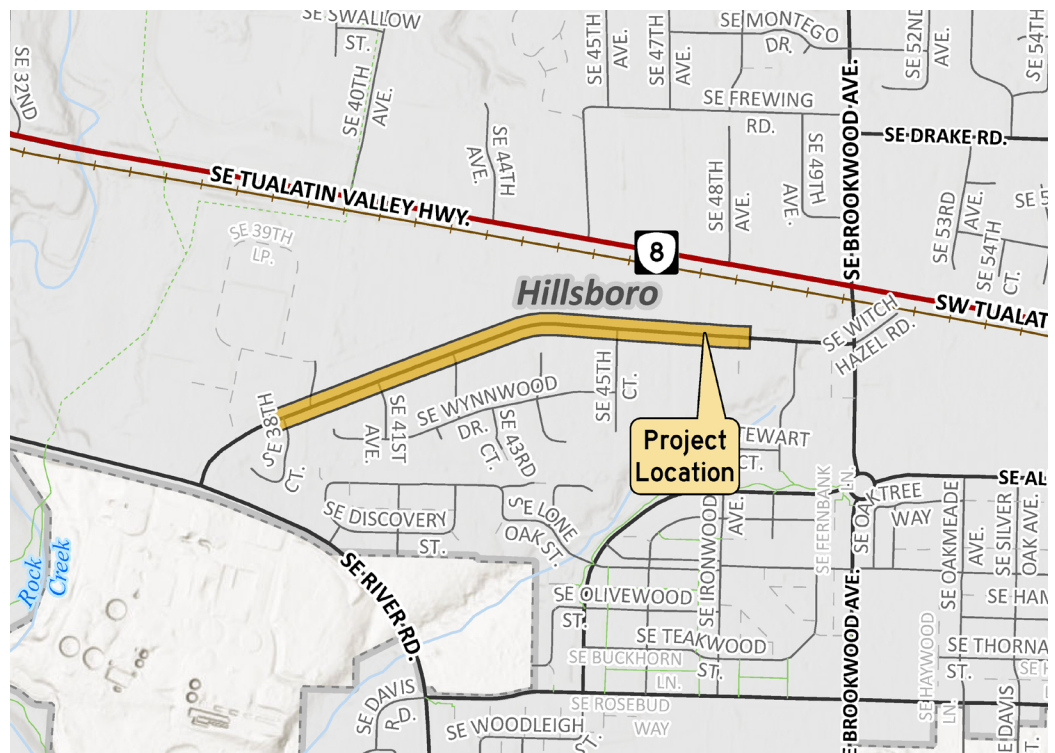 SE SWALLOW
ST.
SE 45TH
AVE.
SE 47TH
AVE.
SE MONTEGO
DR.
SE 52ND
AVE.
SE 54TH
AVE.
SE 32ND
SE 40TH
AVE.
SE 44TH
AVE.
SE FREWING
RD.
SE 49TH
AVE.
SE BROOKWOOD AVE.
SE DRAKE RD.
SE TUALATIN VALLEY HWY.
SE 48TH
AVE.
SE 53RD
AVE.
SE 54TH
CT.
SE 5
SE 39TH
LP.
8
Hillsboro
SW TUALAT
SE WITCH
HAZEL RD.
SE 38TH
CT.
SE 41ST
AVE.
SE WYNNWOOD
DR.
SE 43RD
CT.
SE 45TH
CT.
Project
Location
TEWART
CT.
SE DISCOVERY
ST.
SE LONE
OAK ST.
SE IRONWOOD
AVE.
SE FERNBANK
LN.
SE OAKTREE
WAY
SE AL
SE OAKMEADE
LN.
SE SILVER
OAK AVE.
Rock
Creek
SE RIVER RD.
SE OLIVEWOOD
ST.
SE HAM
SE TEAKWOOD
ST.
SE BUCKHORN
LN.
SE BROOKWOOD AVE.
SE HAYWOOD
SE THORNA
SE H
SE DAVIS
RD.
SE ROSEBUD
WAY
SE WOODLEIGH
ST.
SE DAVIS
T.